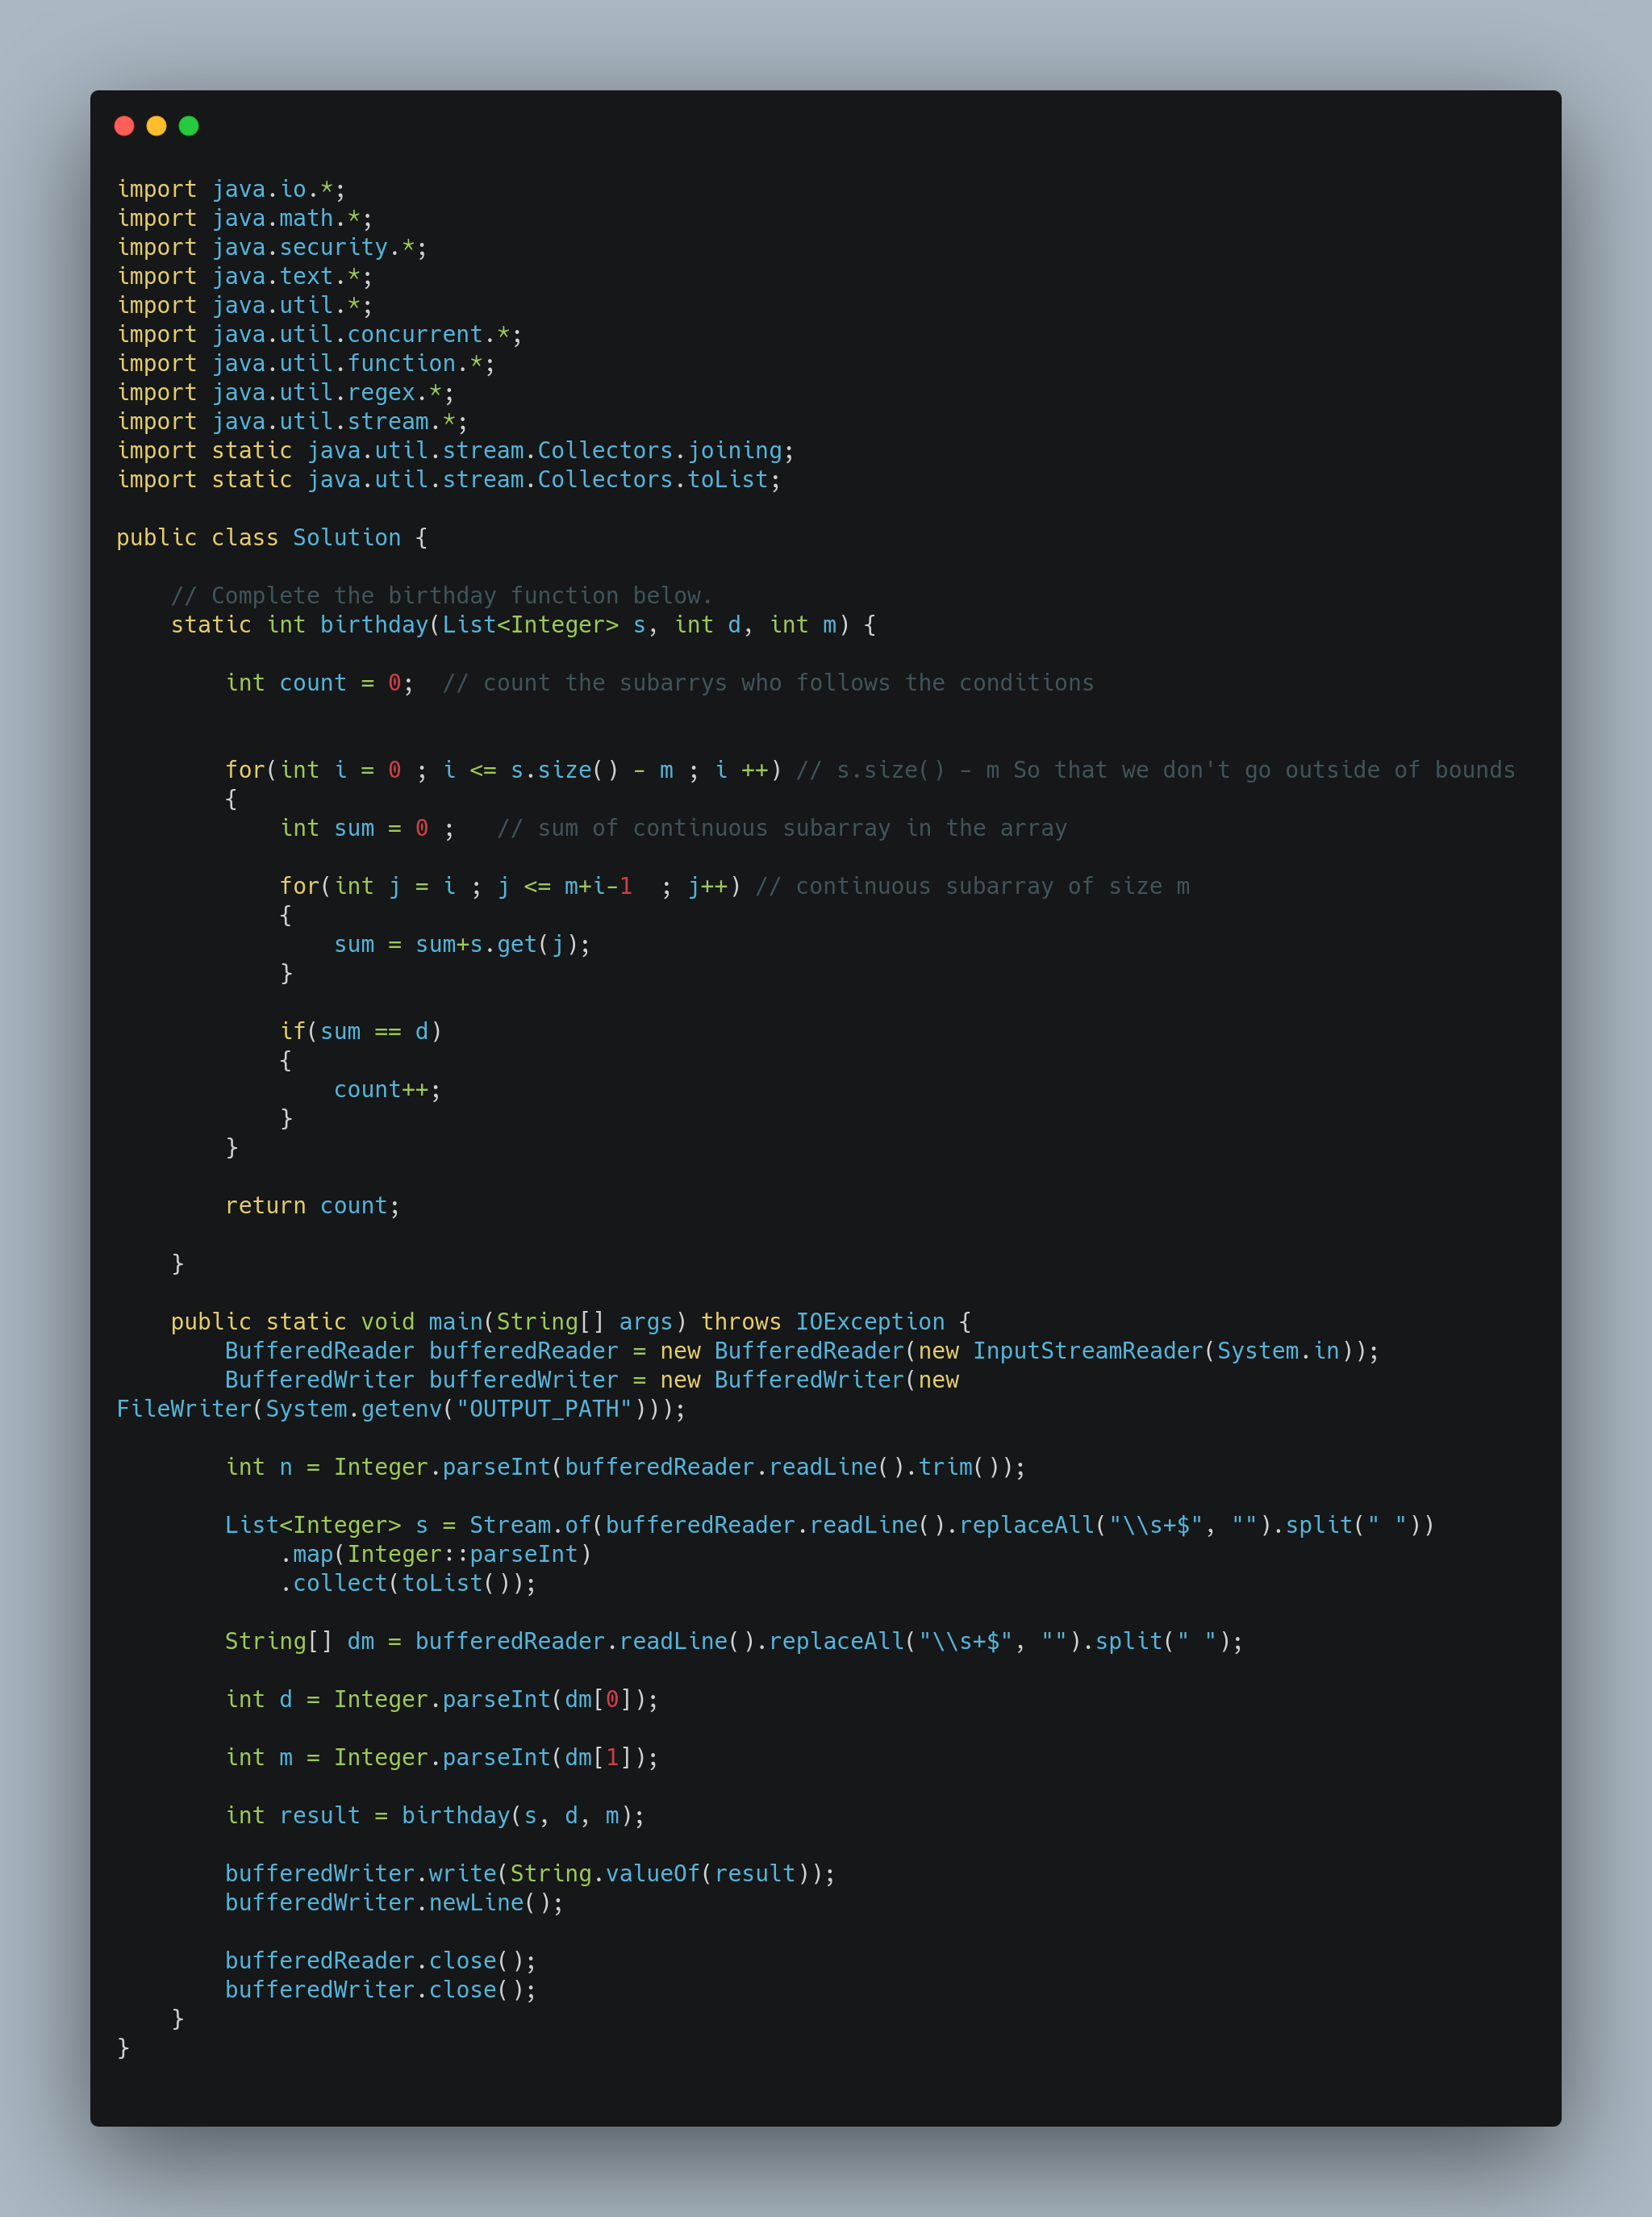 import java.io.*;
import java.math.*;
import java.security.*;
import java.text.*;
import java.util.*;
import java.util.concurrent.*;
import java.util.function.*;
import java.util.regex.*;
import java.util.stream.*;
import static java.util.stream.Collectors.joining;
import static java.util.stream.Collectors.toList;

public class Solution {

    // Complete the birthday function below.
    static int birthday(List<Integer> s, int d, int m) {

        int count = 0;  // count the subarrys who follows the conditions


        for(int i = 0 ; i <= s.size() - m ; i ++) // s.size() - m So that we don't go outside of bounds
        {
            int sum = 0 ;   // sum of continuous subarray in the array

            for(int j = i ; j <= m+i-1  ; j++) // continuous subarray of size m
            {
                sum = sum+s.get(j);
            }

            if(sum == d)
            {
                count++;
            }
        }

        return count;

    }

    public static void main(String[] args) throws IOException {
        BufferedReader bufferedReader = new BufferedReader(new InputStreamReader(System.in));
        BufferedWriter bufferedWriter = new BufferedWriter(new
FileWriter(System.getenv("OUTPUT_PATH")));

        int n = Integer.parseInt(bufferedReader.readLine().trim());

        List<Integer> s = Stream.of(bufferedReader.readLine().replaceAll("\\s+$", "").split(" "))
            .map(Integer::parseInt)
            .collect(toList());

        String[] dm = bufferedReader.readLine().replaceAll("\\s+$", "").split(" ");

        int d = Integer.parseInt(dm[0]);

        int m = Integer.parseInt(dm[1]);

        int result = birthday(s, d, m);

        bufferedWriter.write(String.valueOf(result));
        bufferedWriter.newLine();

        bufferedReader.close();
        bufferedWriter.close();
    }
}